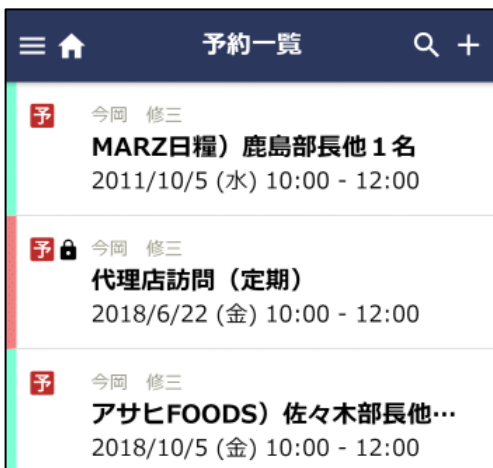 予約一覧
予 今岡　修三
MARZ日糧）鹿島部長他１名
2011/10/5 (水) 10:00 - 12:00
予 今岡　修三
代理店訪問（定期）
2018/6/22 (金) 10:00 - 12:00
予 今岡　修三
アサヒFOODS）佐々木部長他…
2018/10/5 (金) 10:00 - 12:00